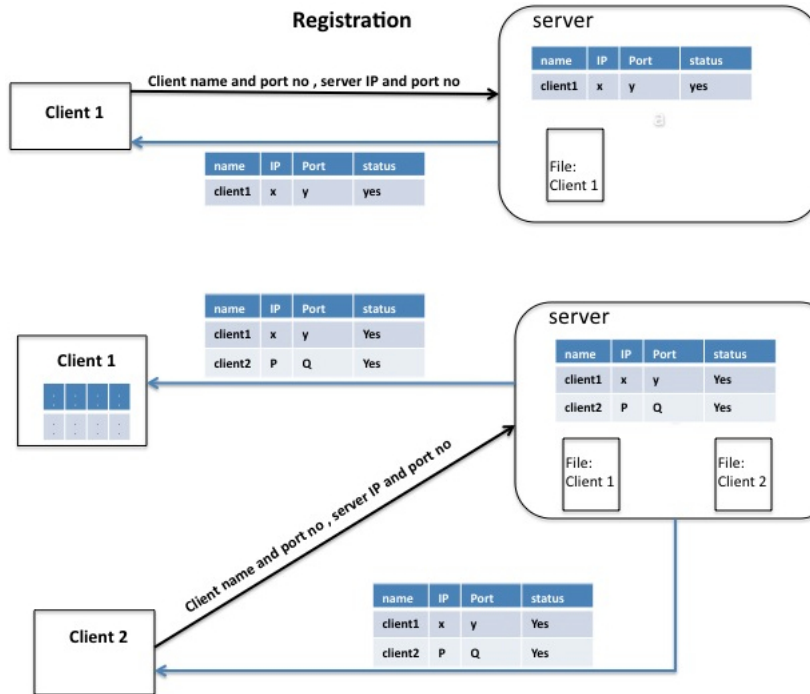 Registration
server
name IP Port status
client1 x y yes
a
Client name and port no , server IP and port no
Client 1
File:
Client 1
name IP Port status
client1 x y yes
server
name IP Port status
client1 x y Yes
client2 P Q Yes
Client 1
: : : :
: : : :
name IP Port status
client1 x y Yes
client2 P Q Yes
File:
Client 1
File:
Client 2
Client name and port no , server IP and port no
Client 2
name IP Port status
client1 x y Yes
client2 P Q Yes